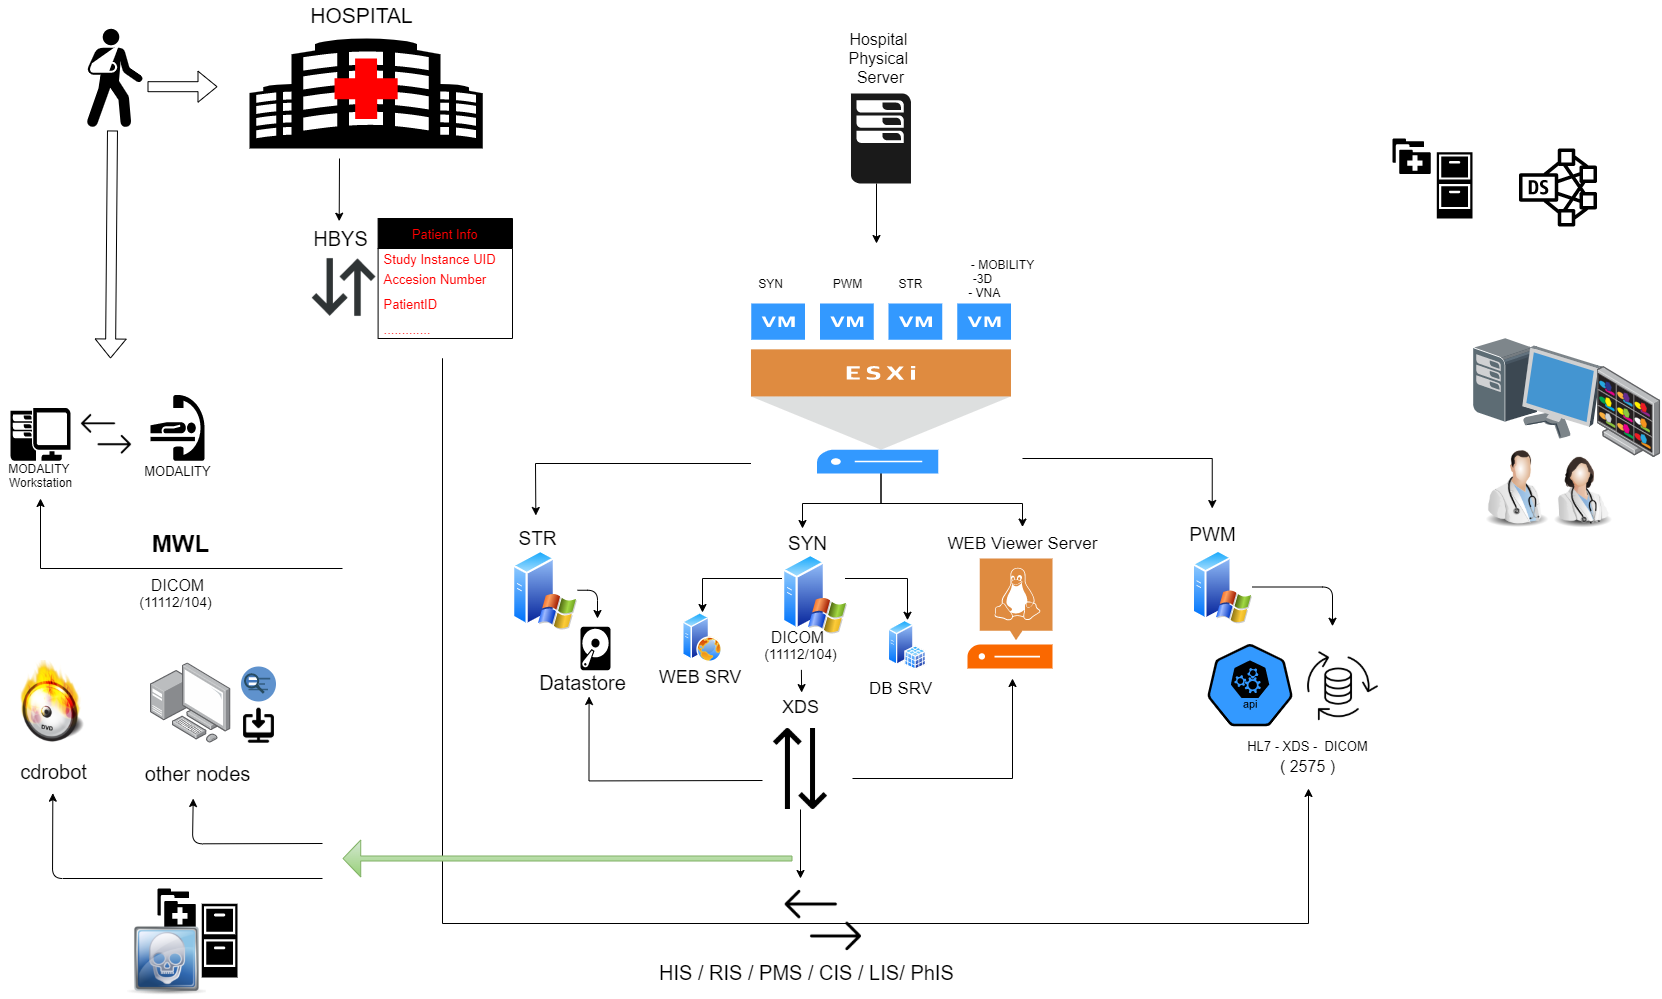 HOSPITAL
Hospital
Physical
Server
HBYS
Patient Info
Study Instance UID
Accesion Number
PatientID
.............
DS
SYN
PWM
STR
- MOBILITY
-3D
- VNA
VM
VM
VM
VM
ESXi
MODALITY
Workstation
MODALITY
MWL
DICOM
(11112/104)
STR
SYN
WEB Viewer Server
PWM
Datastore
WEB SRV
DICOM
(11112/104)
DB SRV
XDS
api
HL7 - XDS - DICOM
( 2575 )
DVD
cdrobot
other nodes
HIS / RIS / PMS / CIS / LIS/ PhIS